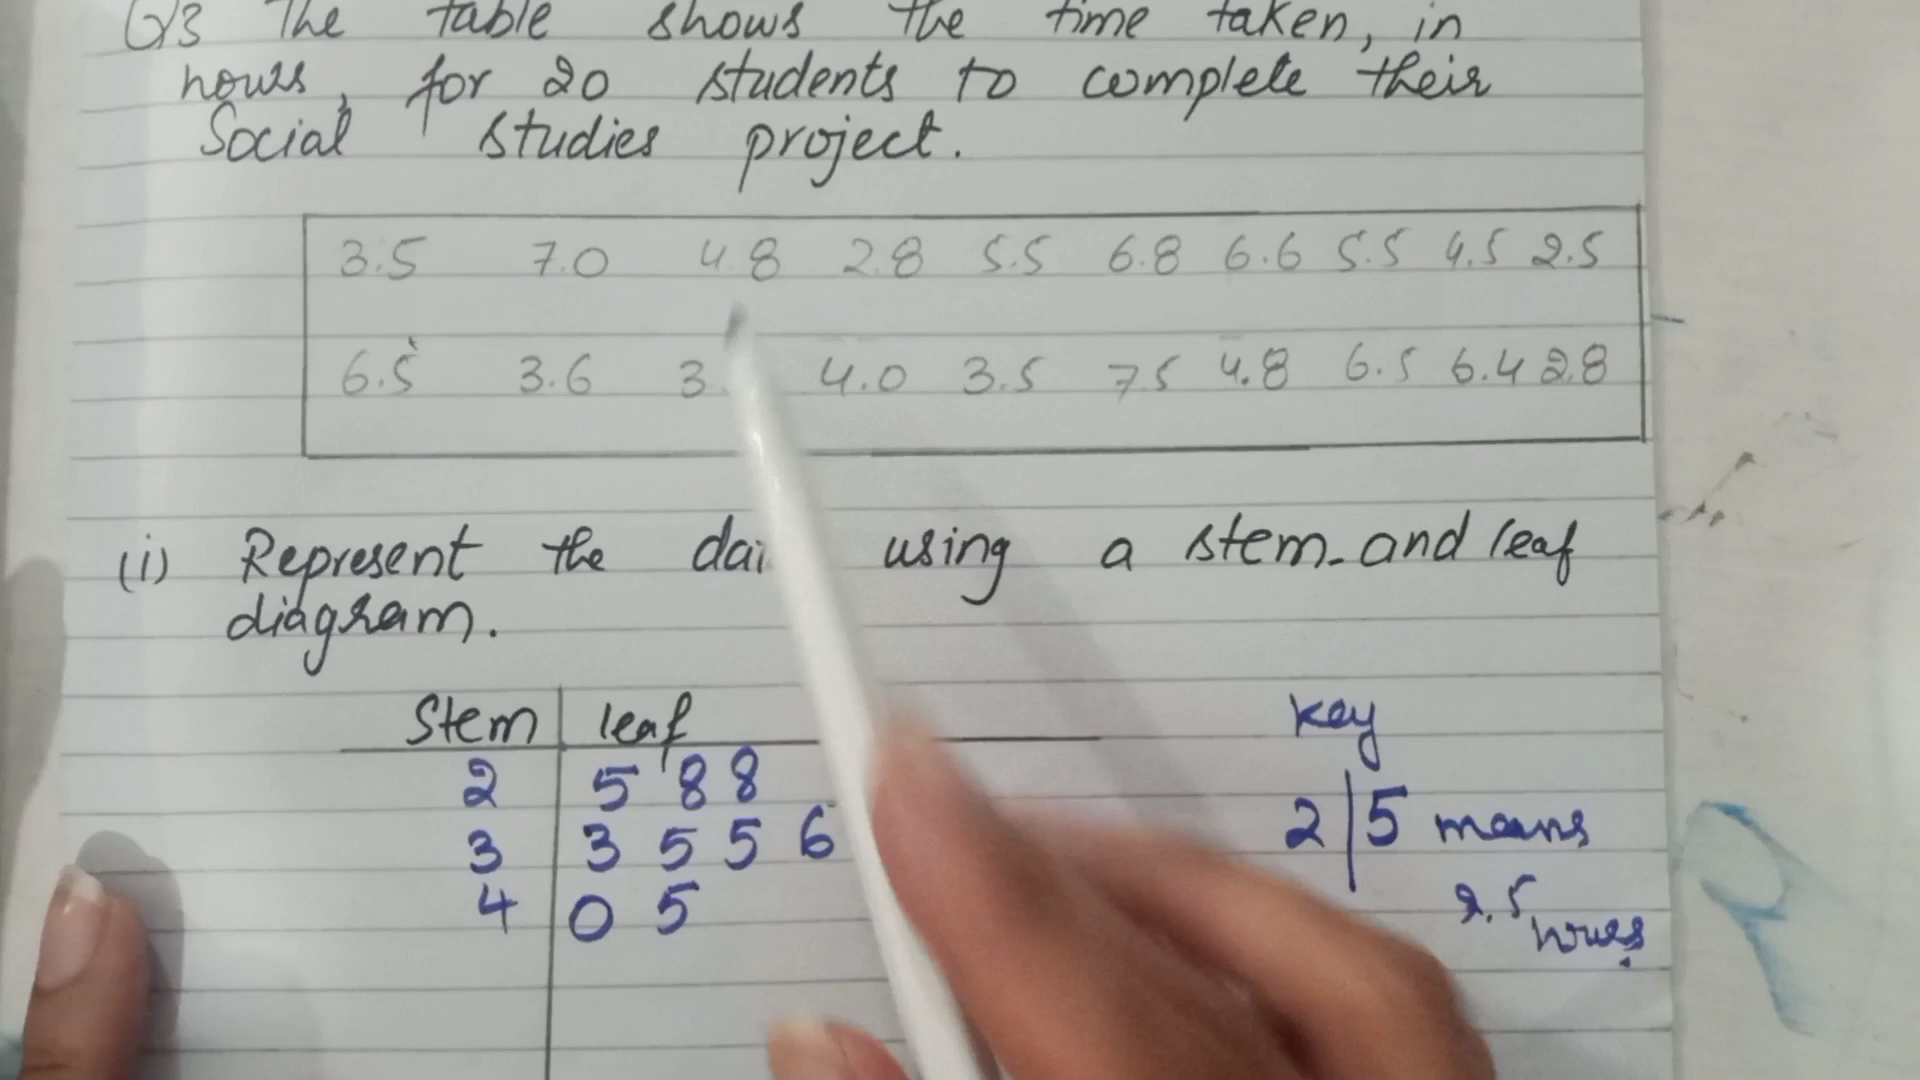 Q3 The table shows the time taken, in
hours, for 20 students to complete their
Social studies project.
3.5 7.0 4.8 2.8 5.5 6.8 6.6 5.5 4.5 2.5
6.5 3.6 3. 4.0 3.5 7.5 4.8 6.5 6.4 2.8
(i) Represent the using a stem-and leaf
diagram.
Stem leaf
2 5 8 8
3 3 5 5 6
4 0 5
key
2|5 means
2.5
hours